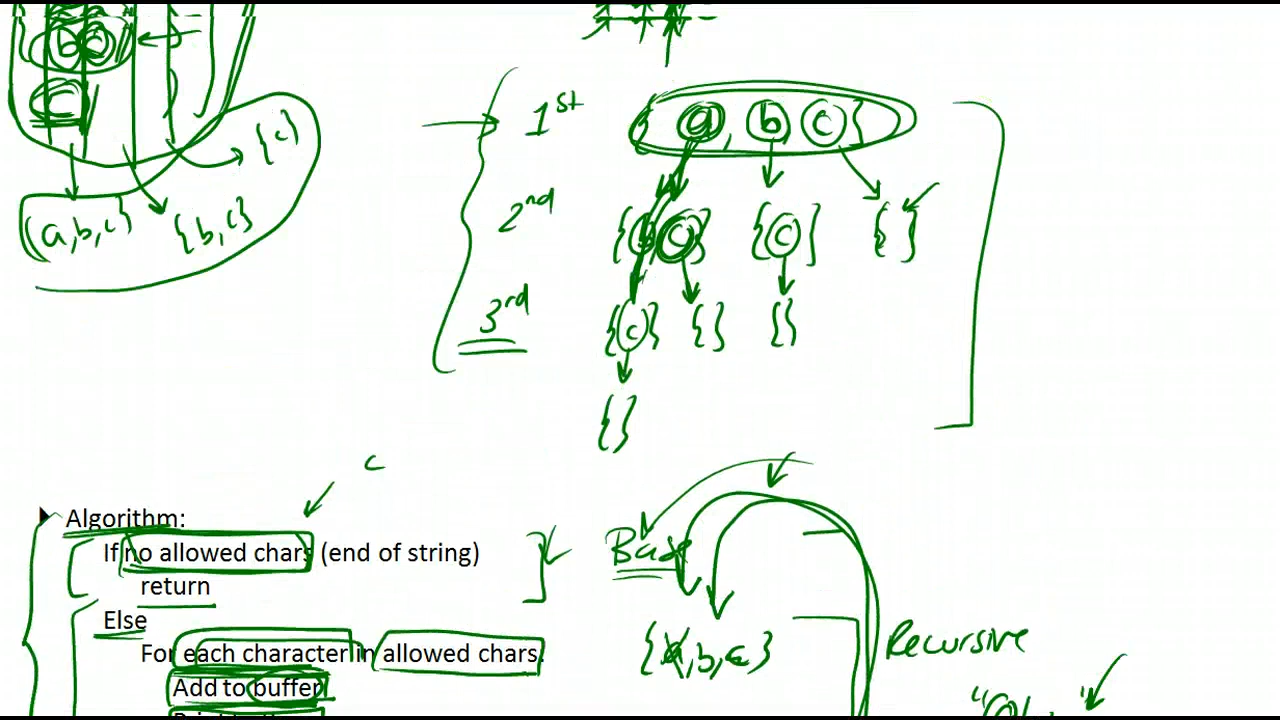 b c
c
{c}
{a,b,c} {b,c}
1st { a, b, c }
2nd {b c} {c} { }
3rd {c} { } { }
{ }
c
Algorithm:
If no allowed chars (end of string)
return
Base
Else
For each character in allowed chars:
{a,b,c}
Recursive
Add to buffer